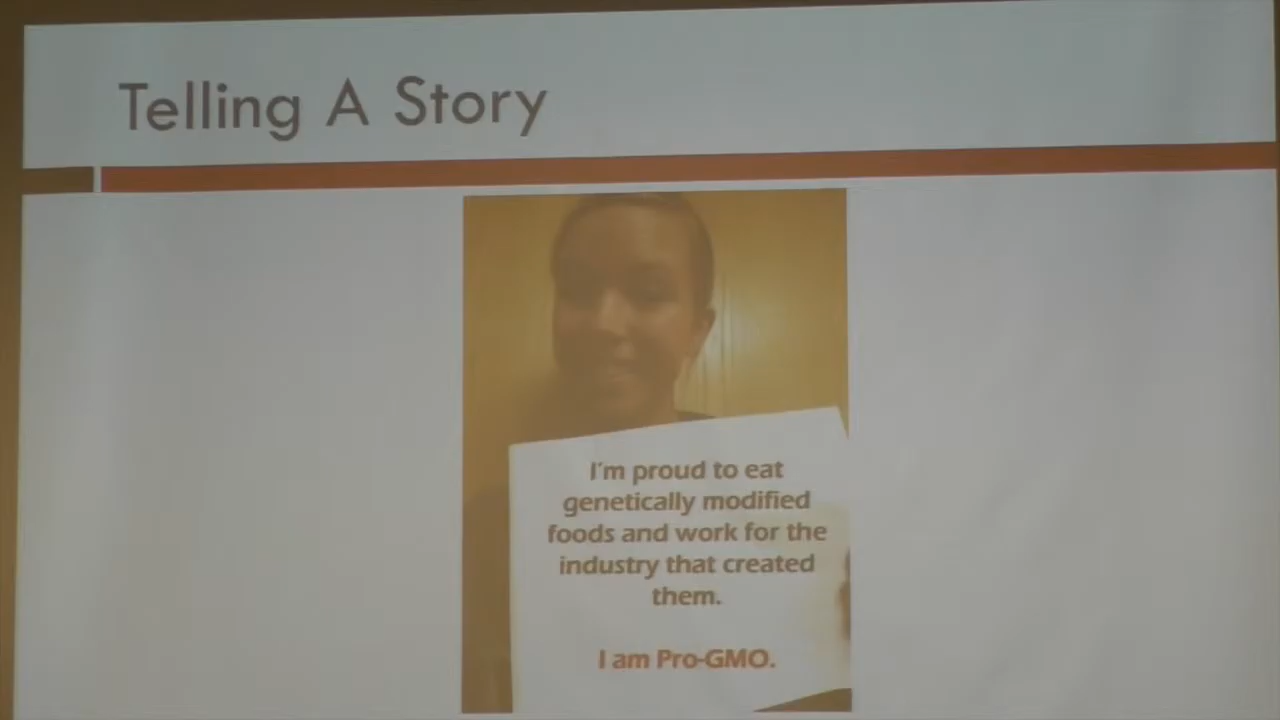 Telling A Story
I'm proud to eat
genetically modified
foods and work for the
industry that created
them.
I am Pro-GMO.